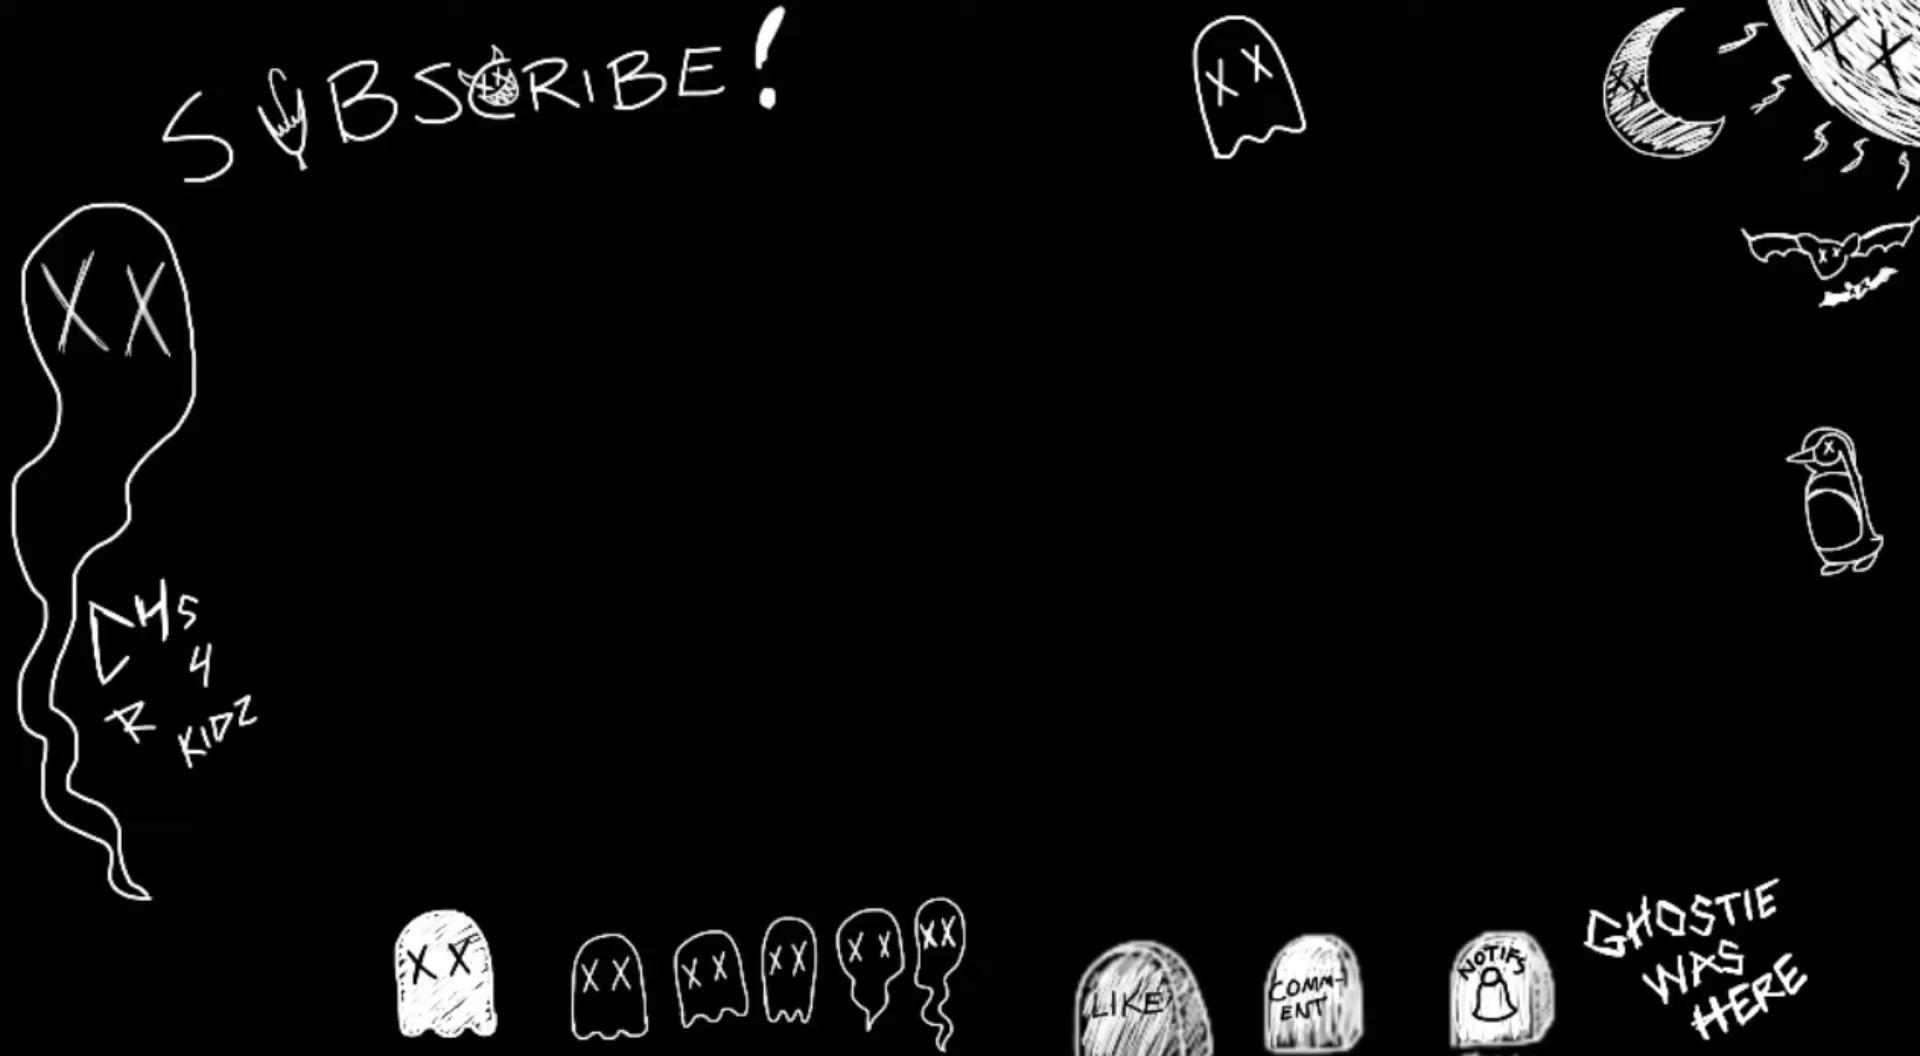 SUBSCRIBE!
CHS
4
R KIDZ
LIKE
COMM-
ENT
NOTIFS
GHOSTIE
WAS
HERE